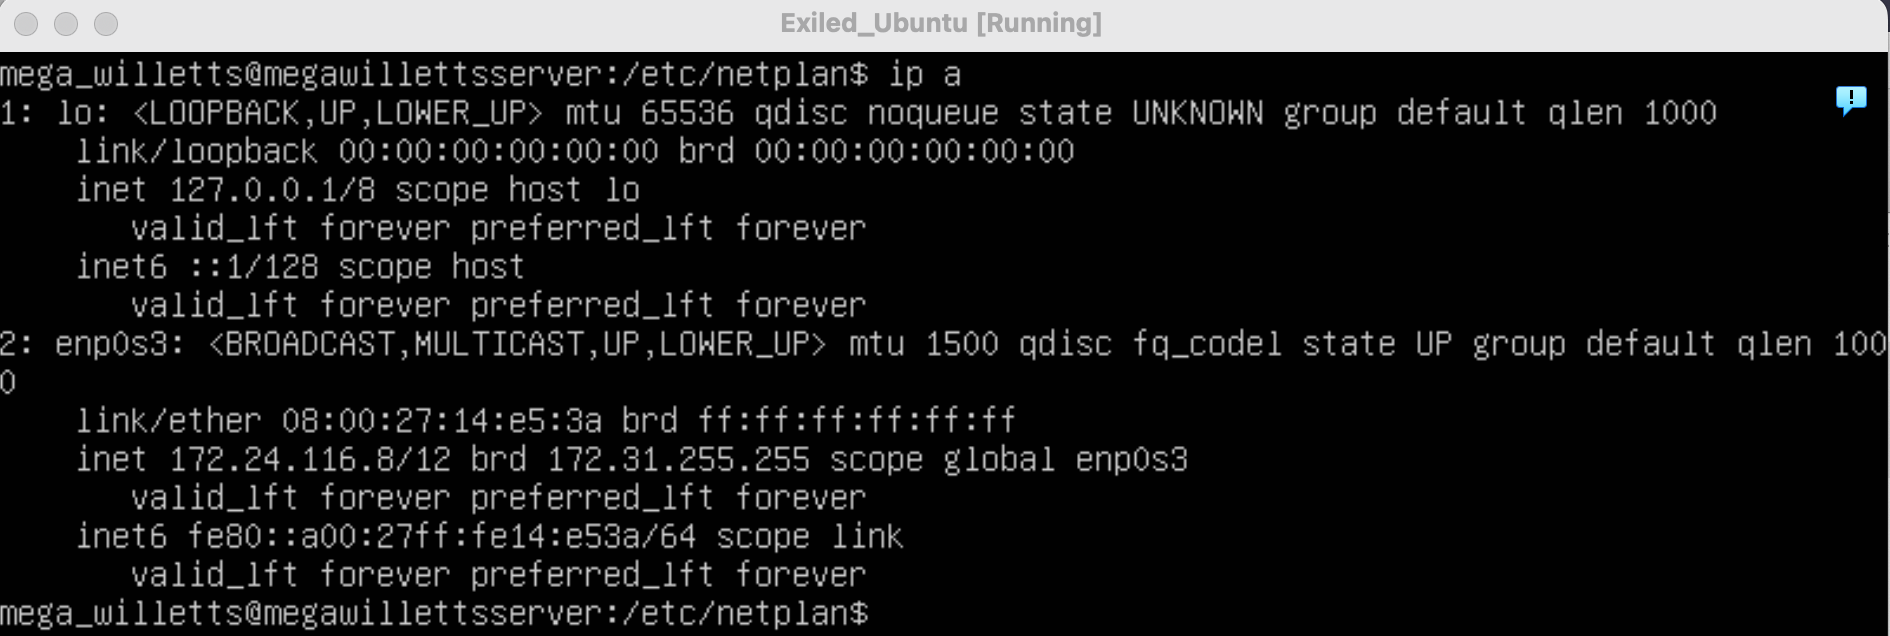 Exiled_Ubuntu [Running]
mega_willetts@megawillettsserver:/etc/netplan$ ip a
1: lo: <LOOPBACK,UP,LOWER_UP> mtu 65536 qdisc noqueue state UNKNOWN group default qlen 1000
    link/loopback 00:00:00:00:00:00 brd 00:00:00:00:00:00
    inet 127.0.0.1/8 scope host lo
       valid_lft forever preferred_lft forever
    inet6 ::1/128 scope host
       valid_lft forever preferred_lft forever
2: enp0s3: <BROADCAST,MULTICAST,UP,LOWER_UP> mtu 1500 qdisc fq_codel state UP group default qlen 100
0
    link/ether 08:00:27:14:e5:3a brd ff:ff:ff:ff:ff:ff
    inet 172.24.116.8/12 brd 172.31.255.255 scope global enp0s3
       valid_lft forever preferred_lft forever
    inet6 fe80::a00:27ff:fe14:e53a/64 scope link
       valid_lft forever preferred_lft forever
mega_willetts@megawillettsserver:/etc/netplan$